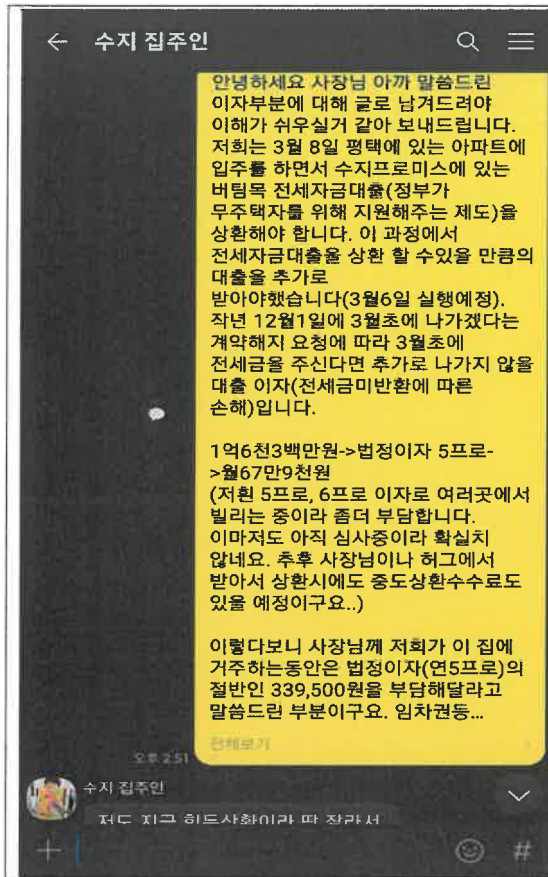 수지 집주인
안녕하세요 사장님 아까 말씀드린
이자부분에 대해 글로 남겨드려야
이해가 쉬우실거 같아 보내드립니다.
저희는 3월 8일 평택에 있는 아파트에
입주를 하면서 수지프로미스에 있는
버팀목 전세자금대출(정부가
무주택자를 위해 지원해주는 제도)을
상환해야 합니다. 이 과정에서
전세자금대출을 상환 할 수있을 만큼의
대출을 추가로
받아야했습니다(3월6일 실행예정).
작년 12월1일에 3월초에 나가겠다는
계약해지 요청에 따라 3월초에
전세금을 주신다면 추가로 나가지 않을
대출 이자(전세금미반환에 따른
손해)입니다.
1억6천3백만원->법정이자 5프로-
>월67만9천원
(저흰 5프로, 6프로 이자로 여러곳에서
빌리는 중이라 좀더 부담합니다.
이마저도 아직 심사중이라 확실치
않네요. 추후 사장님이나 허그에서
받아서 상환시에도 중도상환수수료도
있을 예정이구요..)
이렇다보니 사장님께 저희가 이 집에
거주하는동안은 법정이자(연5프로)의
절반인 339,500원을 부담해달라고
말씀드린 부분이구요. 임차권등...
전체보기
오후 2:51
수지 집주인
저도 지금 힘든상황이라 딱 잘라서
#